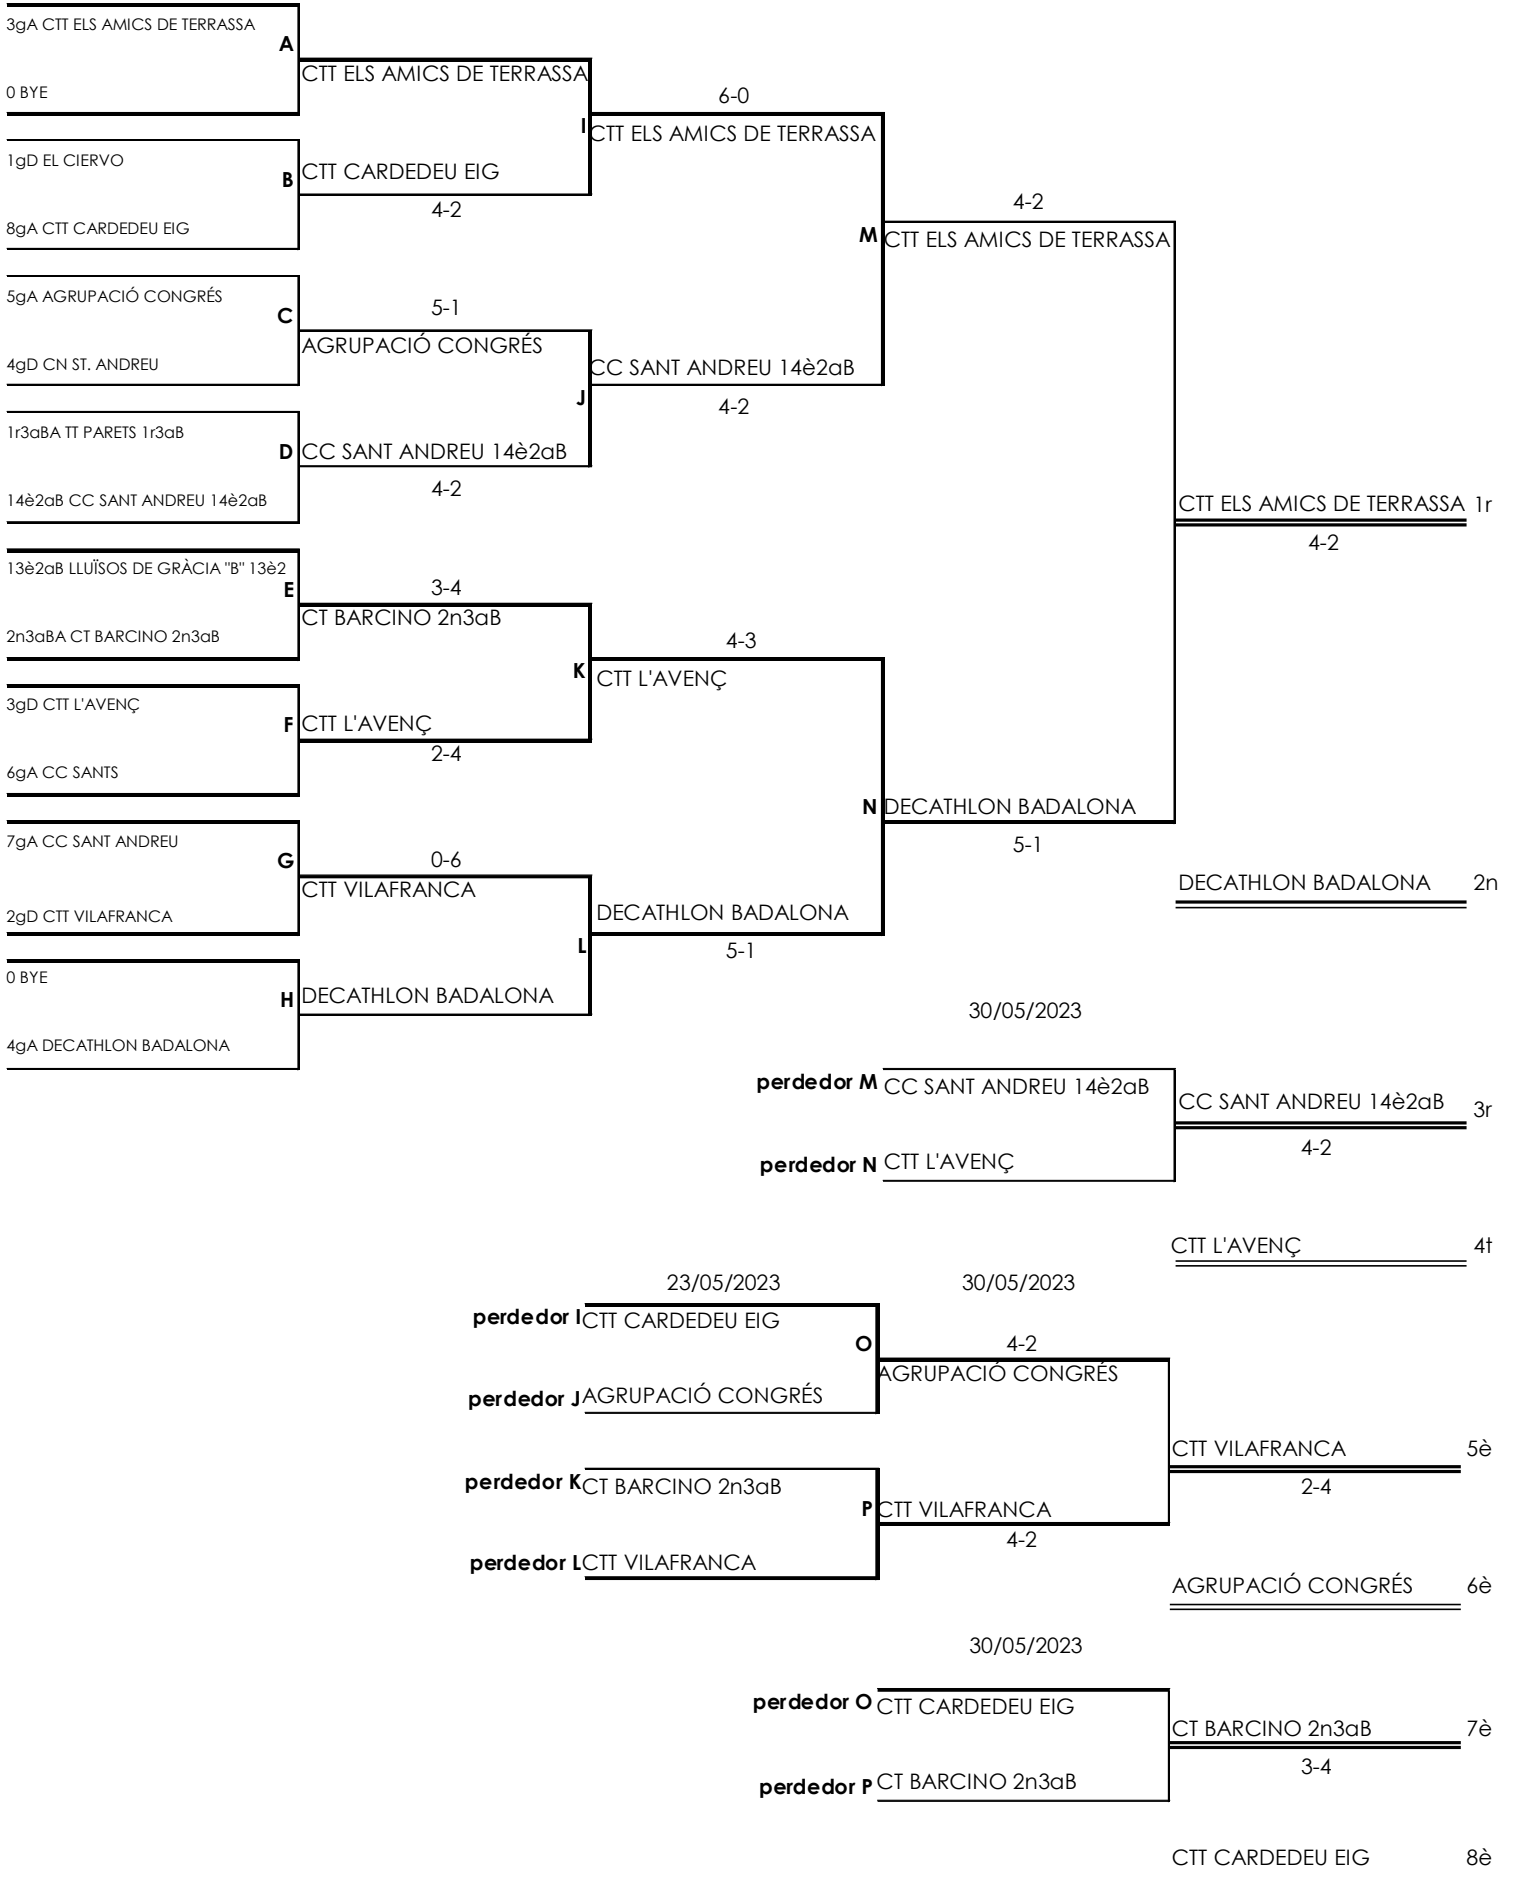 3gA CTT ELS AMICS DE TERRASSA
A
CTT ELS AMICS DE TERRASSA
0 BYE
6-0
I
CTT ELS AMICS DE TERRASSA
1gD EL CIERVO
B
CTT CARDEDEU EIG
4-2
8gA CTT CARDEDEU EIG
4-2
M
CTT ELS AMICS DE TERRASSA
5gA AGRUPACIÓ CONGRÉS
C
5-1
AGRUPACIÓ CONGRÉS
4gD CN ST. ANDREU
CC SANT ANDREU 14è2aB
J
4-2
1r3aBA TT PARETS 1r3aB
D
CC SANT ANDREU 14è2aB
4-2
14è2aB CC SANT ANDREU 14è2aB
CTT ELS AMICS DE TERRASSA 1r
4-2
13è2aB LLUÏSOS DE GRÀCIA "B" 13è2
E
3-4
CT BARCINO 2n3aB
2n3aBA CT BARCINO 2n3aB
4-3
K
CTT L'AVENÇ
3gD CTT L'AVENÇ
F
CTT L'AVENÇ
2-4
6gA CC SANTS
N
DECATHLON BADALONA
5-1
7gA CC SANT ANDREU
G
0-6
CTT VILAFRANCA
2gD CTT VILAFRANCA
DECATHLON BADALONA 2n
DECATHLON BADALONA
L
5-1
0 BYE
H
DECATHLON BADALONA
4gA DECATHLON BADALONA
30/05/2023
perdedor M CC SANT ANDREU 14è2aB
CC SANT ANDREU 14è2aB 3r
4-2
perdedor N CTT L'AVENÇ
CTT L'AVENÇ 4t
23/05/2023
30/05/2023
perdedor I CTT CARDEDEU EIG
O
4-2
AGRUPACIÓ CONGRÉS
perdedor J AGRUPACIÓ CONGRÉS
CTT VILAFRANCA 5è
2-4
perdedor K CT BARCINO 2n3aB
P
CTT VILAFRANCA
4-2
perdedor L CTT VILAFRANCA
AGRUPACIÓ CONGRÉS 6è
30/05/2023
perdedor O CTT CARDEDEU EIG
CT BARCINO 2n3aB 7è
3-4
perdedor P CT BARCINO 2n3aB
CTT CARDEDEU EIG 8è